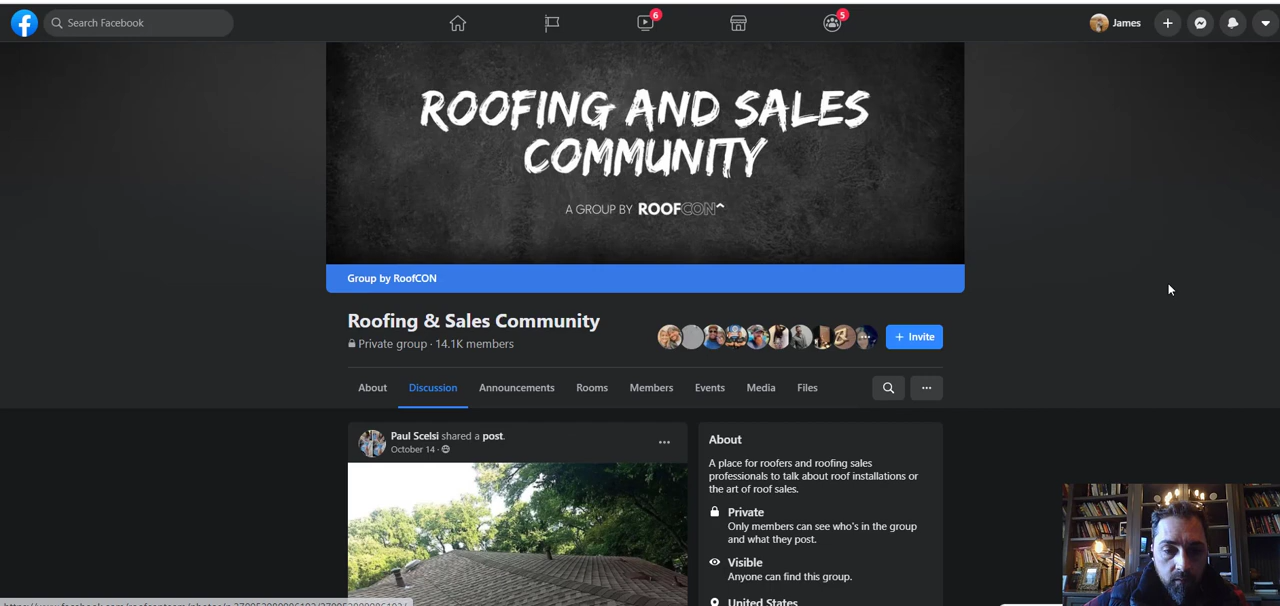 Search Facebook
6
5
James
ROOFING AND SALES
COMMUNITY
A GROUP BY ROOFCON^
Group by RoofCON
Roofing & Sales Community
Private group · 14.1K members
+ Invite
About
Discussion
Announcements
Rooms
Members
Events
Media
Files
Paul Scelsi shared a post.
October 14 ·
About
A place for roofers and roofing sales
professionals to talk about roof installations or
the art of roof sales.
Private
Only members can see who's in the group
and what they post.
Visible
Anyone can find this group.
United States